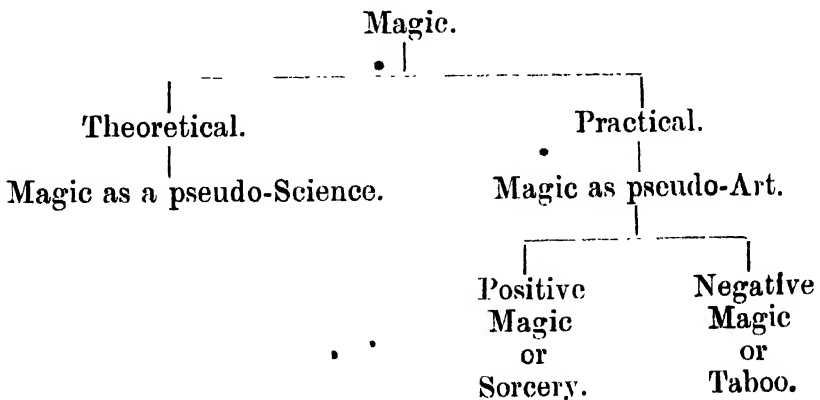 Magic.
Theoretical. Practical.
Magic as a pseudo-Science. Magic as pseudo-Art.
Positive Negative
Magic Magic
or or
Sorcery. Taboo.